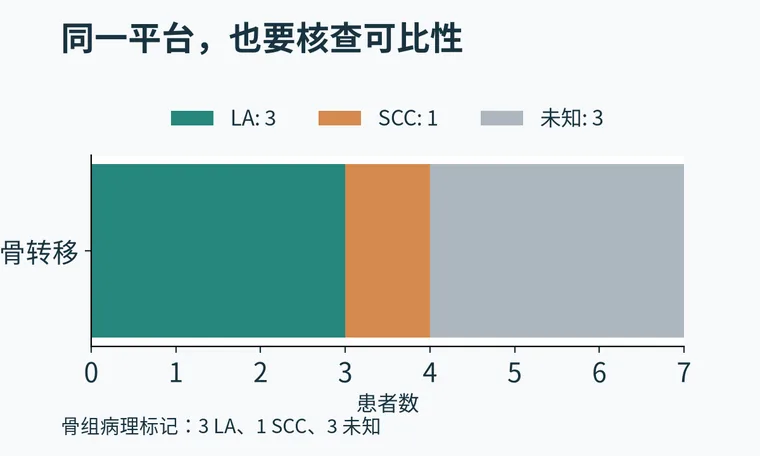 同一平台，也要核查可比性
LA: 3 SCC: 1 未知: 3
骨转移
0 1 2 3 4 5 6 7
患者数
骨组病理标记：3 LA、1 SCC、3 未知